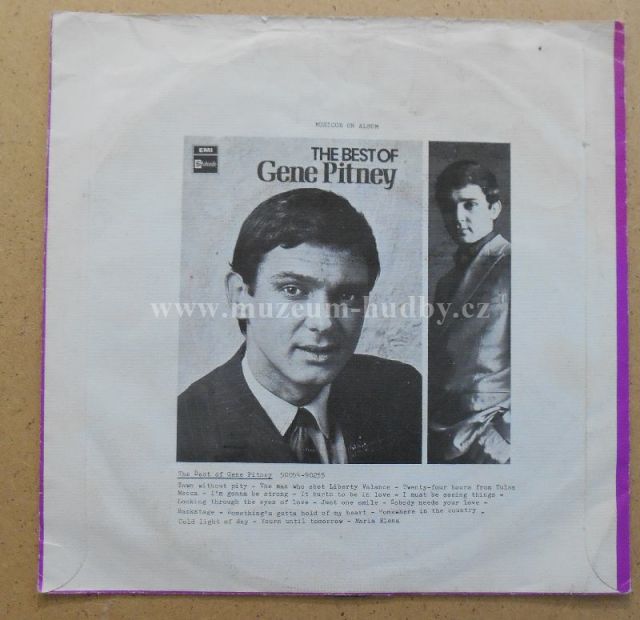 MUSICOR ON ALBUM
EMI
Stateside
THE BEST OF
Gene Pitney
www.muzeum-hudby.cz
The Best of Gene Pitney 5C054-90255
Town without pity - The man who shot Liberty Valance - Twenty-four hours from Tulsa
Mecca - I'm gonna be strong - It hurts to be in love - I must be seeing things -
Looking through the eyes of love - Just one smile - Nobody needs your love -
Backstage - Something's gotta hold of my heart - Somewhere in the country -
Cold light of day - Yours until tomorrow - Maria Elena